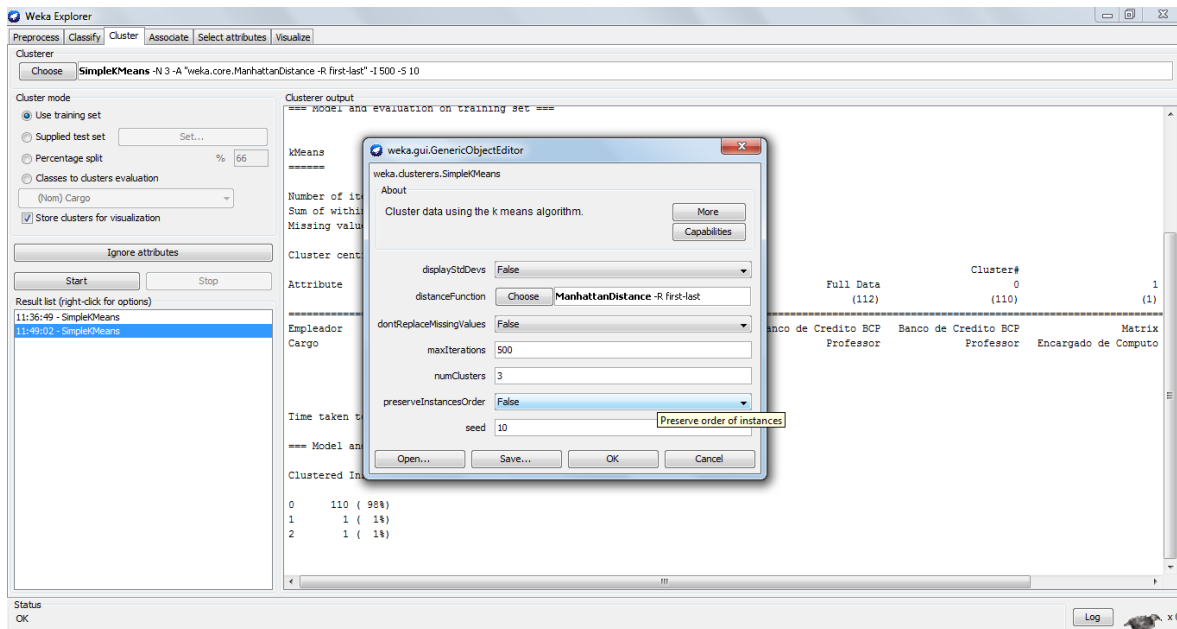 Weka Explorer
Preprocess Classify Cluster Associate Select attributes Visualize
Clusterer
Choose SimpleKMeans -N 3 -A "weka.core.ManhattanDistance -R first-last" -I 500 -S 10
Cluster mode
Use training set
Supplied test set Set...
Percentage split % 66
Classes to clusters evaluation
(Nom) Cargo
Store clusters for visualization
Ignore attributes
Start Stop
Result list (right-click for options)
11:36:49 - SimpleKMeans
11:49:02 - SimpleKMeans
Clusterer output
=== Model and evaluation on training set ===
kMeans
======
Number of
Sum of
Missing
Cluster
Cluster#
Attribute Full Data 0 1
(112) (110) (1)
Empleador de Credito BCP Banco de Credito BCP Matrix
Cargo Professor Professor Encargado de Computo
Time taken
=== Model
Clustered
0 110 ( 98%)
1 1 ( 1%)
2 1 ( 1%)
weka.gui.GenericObjectEditor
weka.clusterers.SimpleKMeans
About
Cluster data using the k means algorithm. More
Capabilities
displayStdDevs False
distanceFunction Choose ManhattanDistance -R first-last
dontReplaceMissingValues False
maxIterations 500
numClusters 3
preserveInstancesOrder False
Preserve order of instances
seed 10
Open... Save... OK Cancel
Status
OK
Log